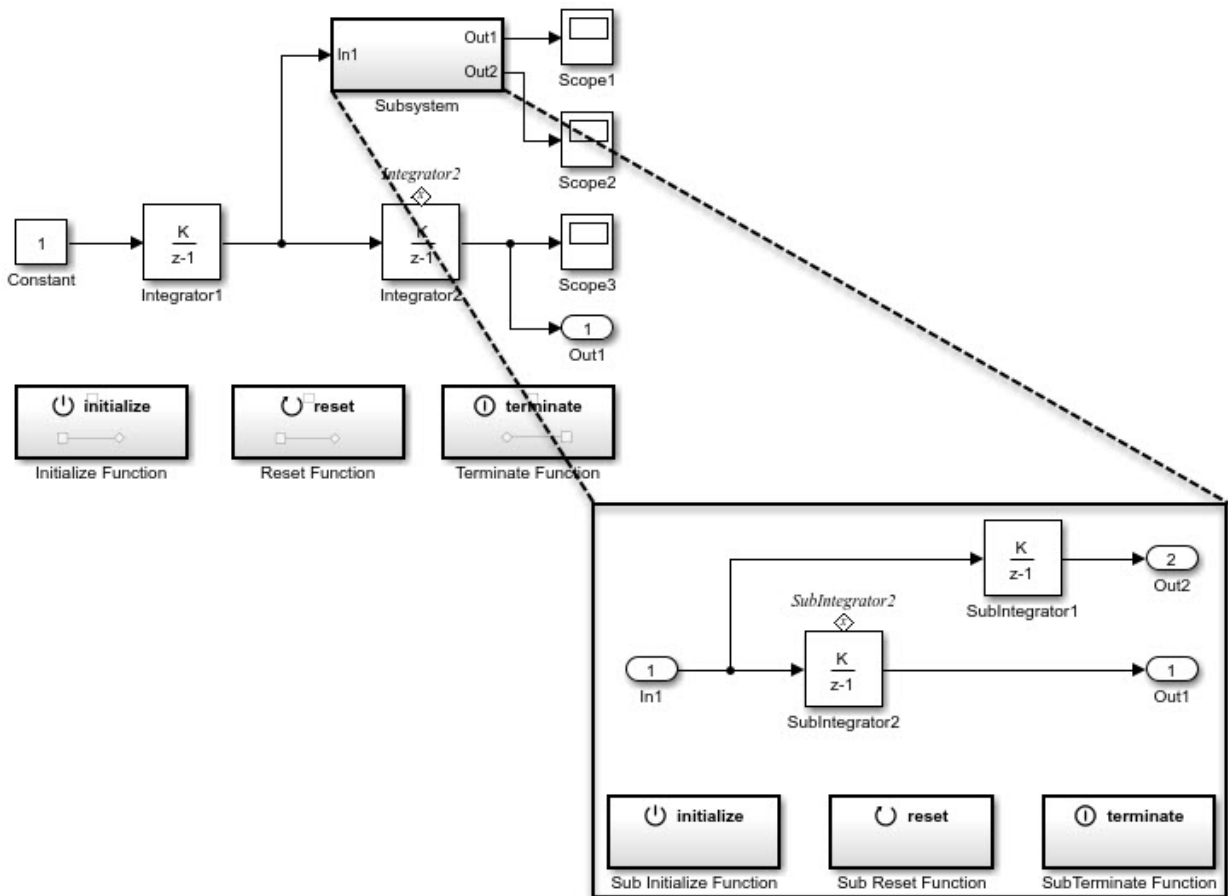 In1
Out1
Out2
Subsystem
Scope1
Scope2
Integrator2
x
1
Constant
K
z-1
Integrator1
K
z-1
Integrator2
Scope3
1
Out1
initialize
Initialize Function
reset
Reset Function
terminate
Terminate Function
K
z-1
SubIntegrator1
2
Out2
SubIntegrator2
x
1
In1
K
z-1
SubIntegrator2
1
Out1
initialize
Sub Initialize Function
reset
Sub Reset Function
terminate
SubTerminate Function